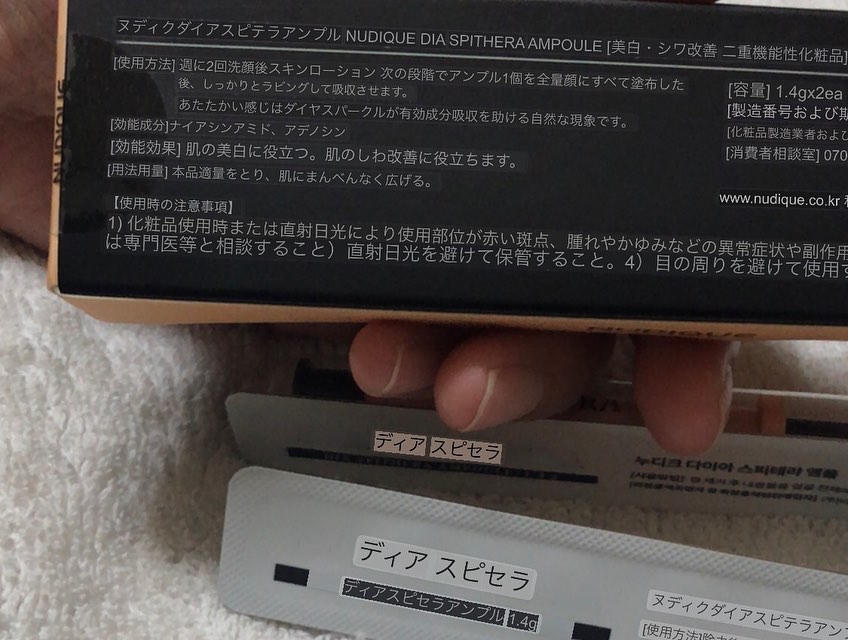 ヌディクダイアスピテラアンプル NUDIQUE DIA SPITHERA AMPOULE [美白・シワ改善 二重機能性化粧品]
[使用方法] 週に2回洗顔後スキンローション 次の段階でアンプル1個を全量顔にすべて塗布した
後、しっかりとラビングして吸収させます。
あたたかい感じはダイヤスパークルが有効成分吸収を助ける自然な現象です。
[効能成分]ナイアシンアミド、アデノシン
[効能効果] 肌の美白に役立つ。肌のしわ改善に役立ちます。
[用法用量] 本品適量をとり、肌にまんべんなく広げる。
[容量] 1.4gx2ea
[製造番号および
[化粧品製造業者および
[消費者相談室] 070
www.nudique.co.kr
【使用時の注意事項】
1) 化粧品使用時または直射日光により使用部位が赤い斑点、腫れやかゆみなどの異常症状や副作用
は専門医等と相談すること）直射日光を避けて保管すること。4）目の周りを避けて使用す
NUDIQUE
NUDIQUE
ディア スピセラ
누디크 다이아 스피테라 앰플
ディア スピセラ
ディアスピセラアンプル 1.4g
ヌディクダイアスピテラアン
[使用方法]